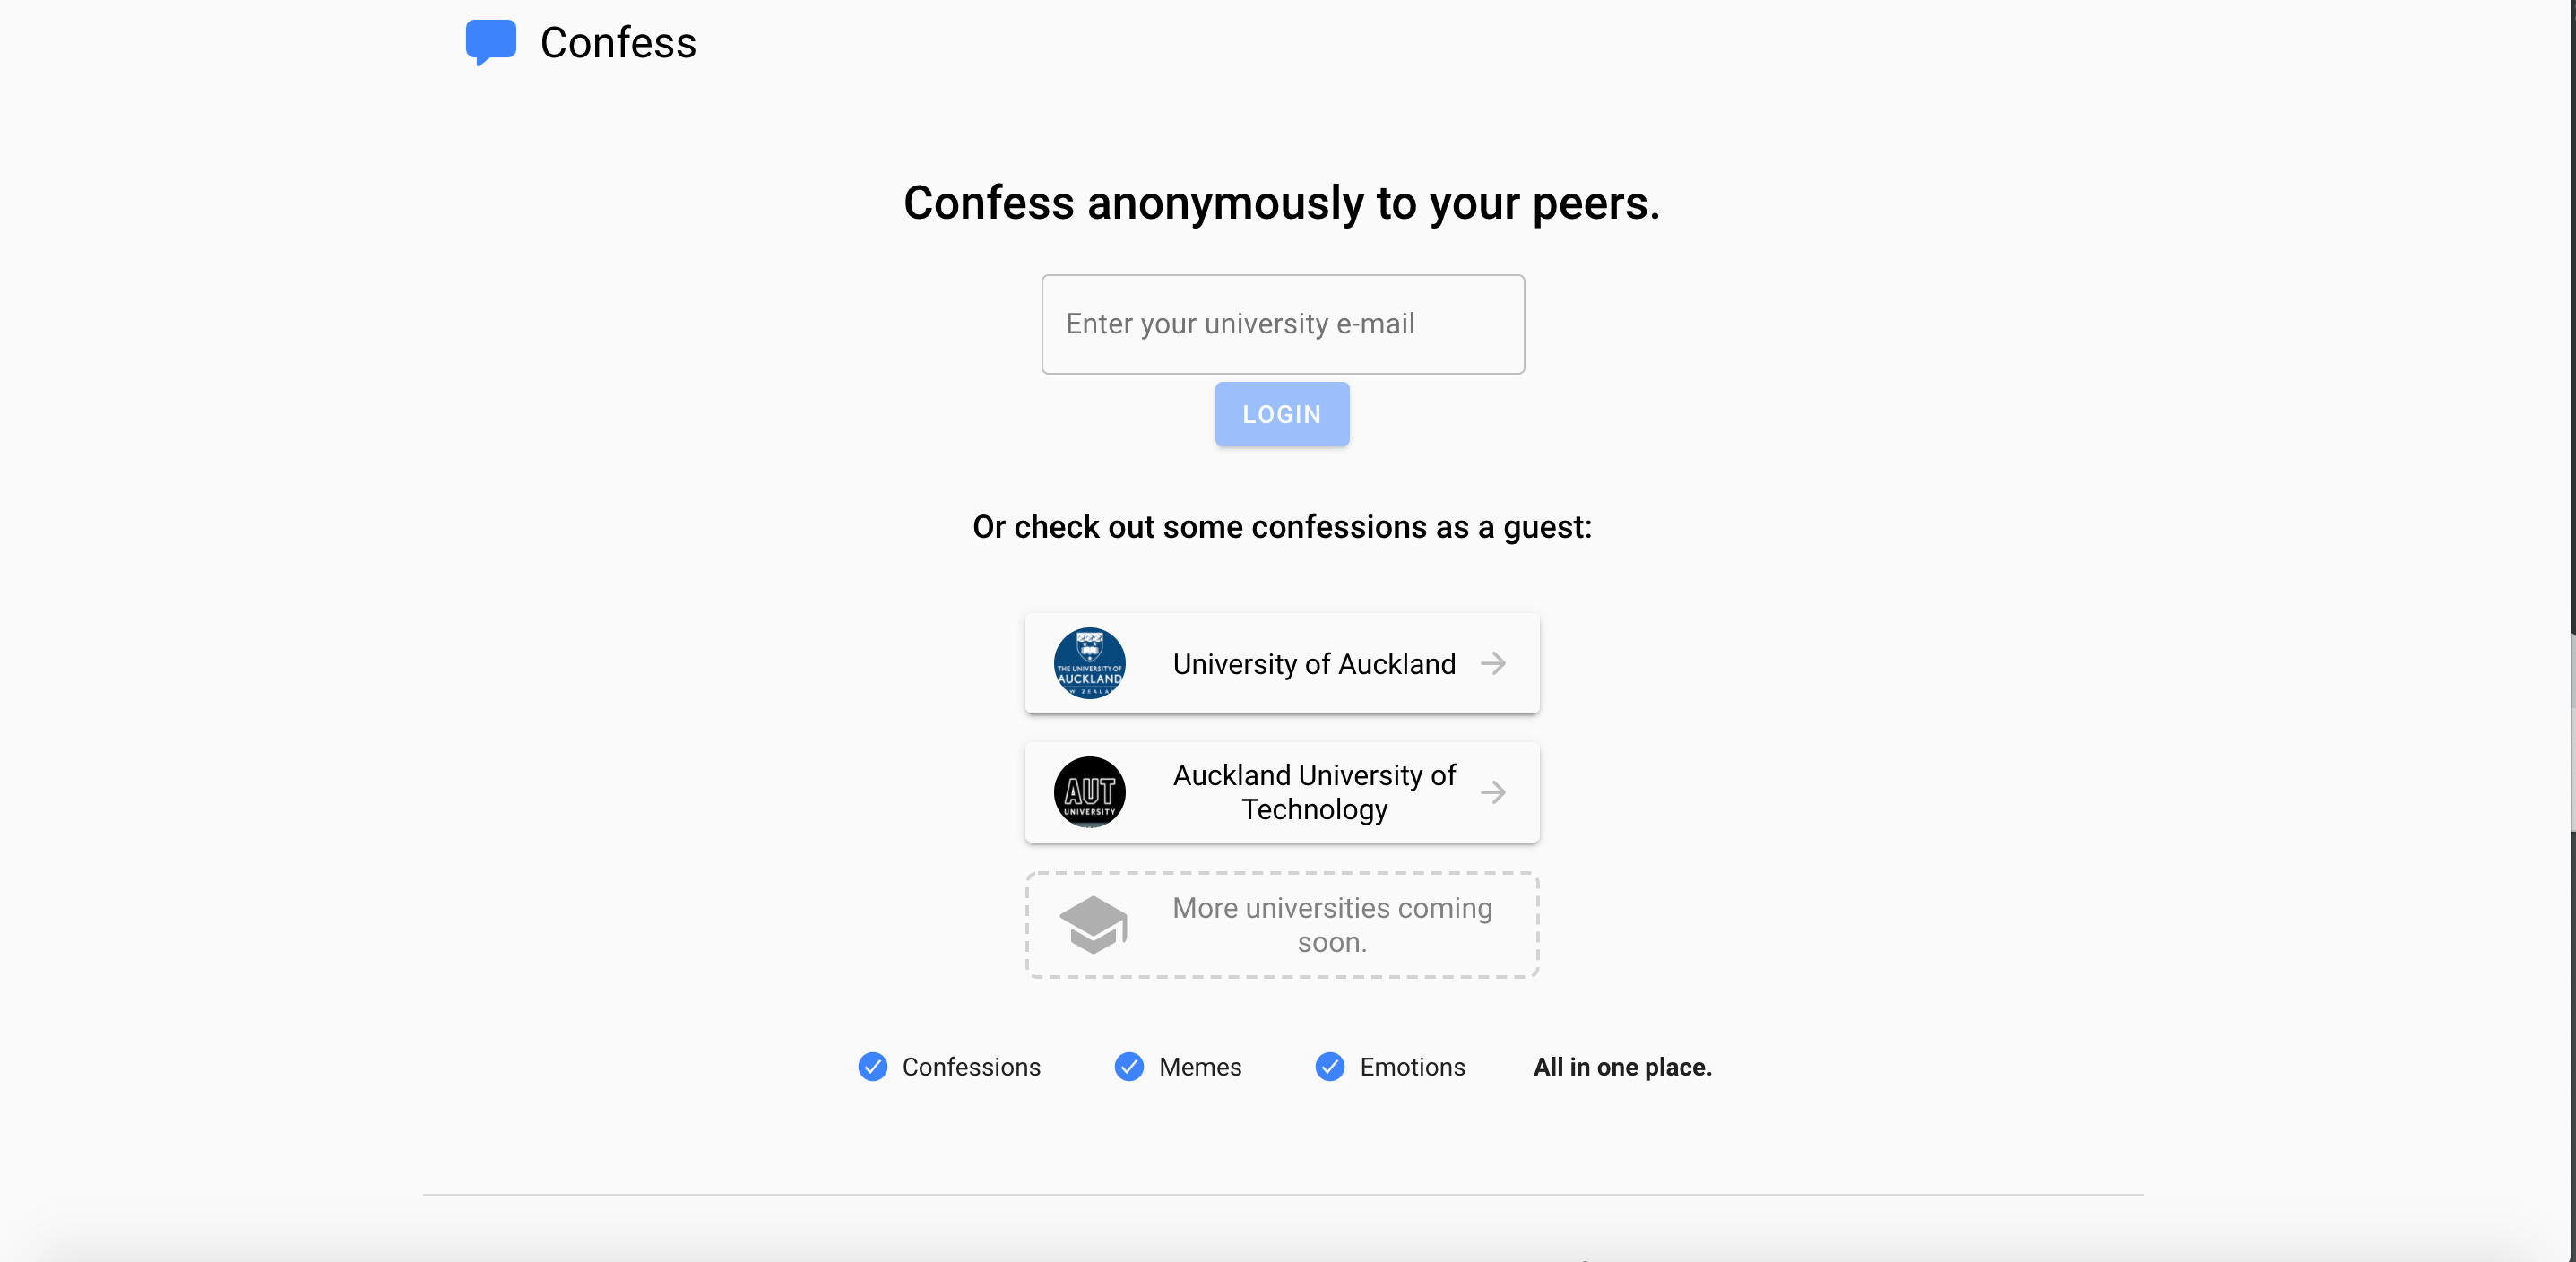 Confess
Confess anonymously to your peers.
Enter your university e-mail
LOGIN
Or check out some confessions as a guest:
THE UNIVERSITY OF
AUCKLAND
W ZEALA
University of Auckland
AUT
UNIVERSITY
Auckland University of
Technology
More universities coming
soon.
Confessions Memes Emotions All in one place.